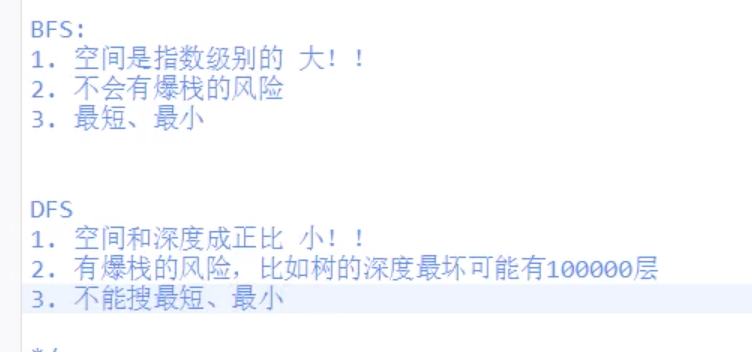 BFS:
1. 空间是指数级别的 大！！
2. 不会有爆栈的风险
3. 最短、最小
DFS
1. 空间和深度成正比 小！！
2. 有爆栈的风险，比如树的深度最坏可能有100000层
3. 不能搜最短、最小